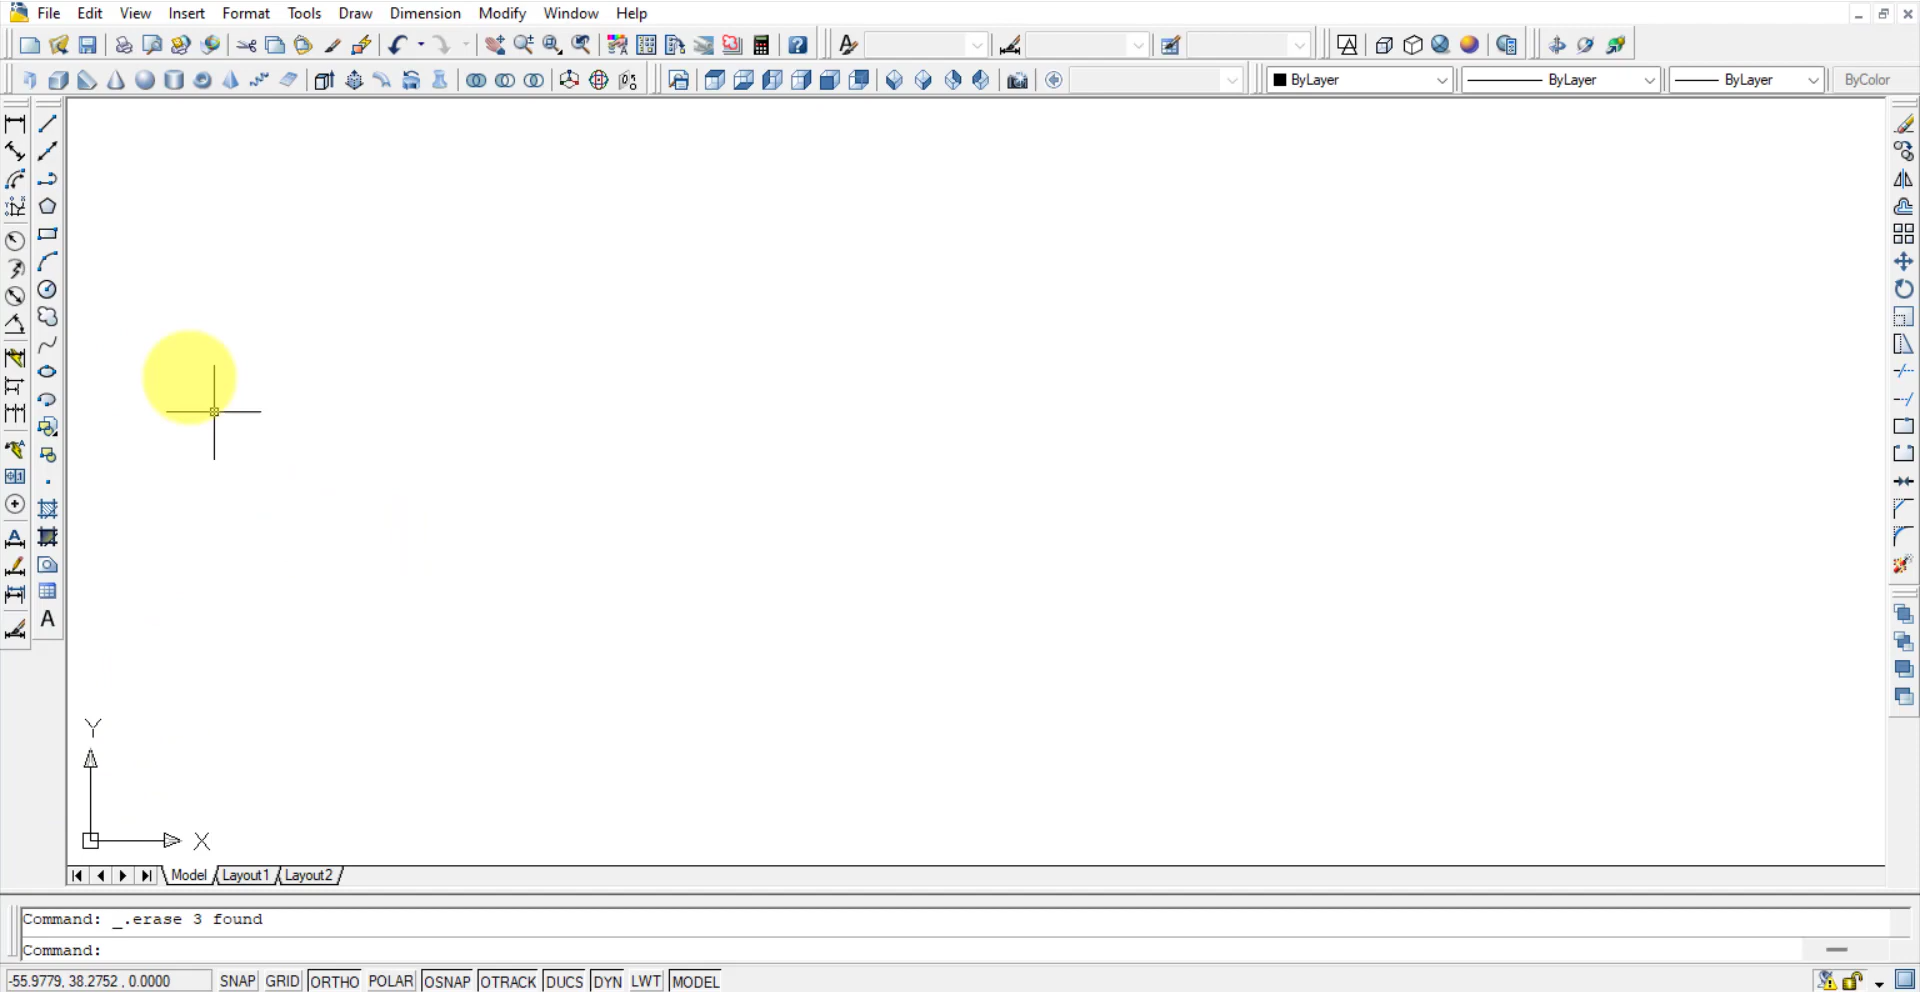 File Edit View Insert Format Tools Draw Dimension Modify Window Help
ByLayer ByLayer ByLayer ByColor
A
Y
X
Model Layout1 Layout2
Command: _.erase 3 found
Command:
-55.9779, 38.2752 , 0.0000 SNAP GRID ORTHO POLAR OSNAP OTRACK DUCS DYN LWT MODEL